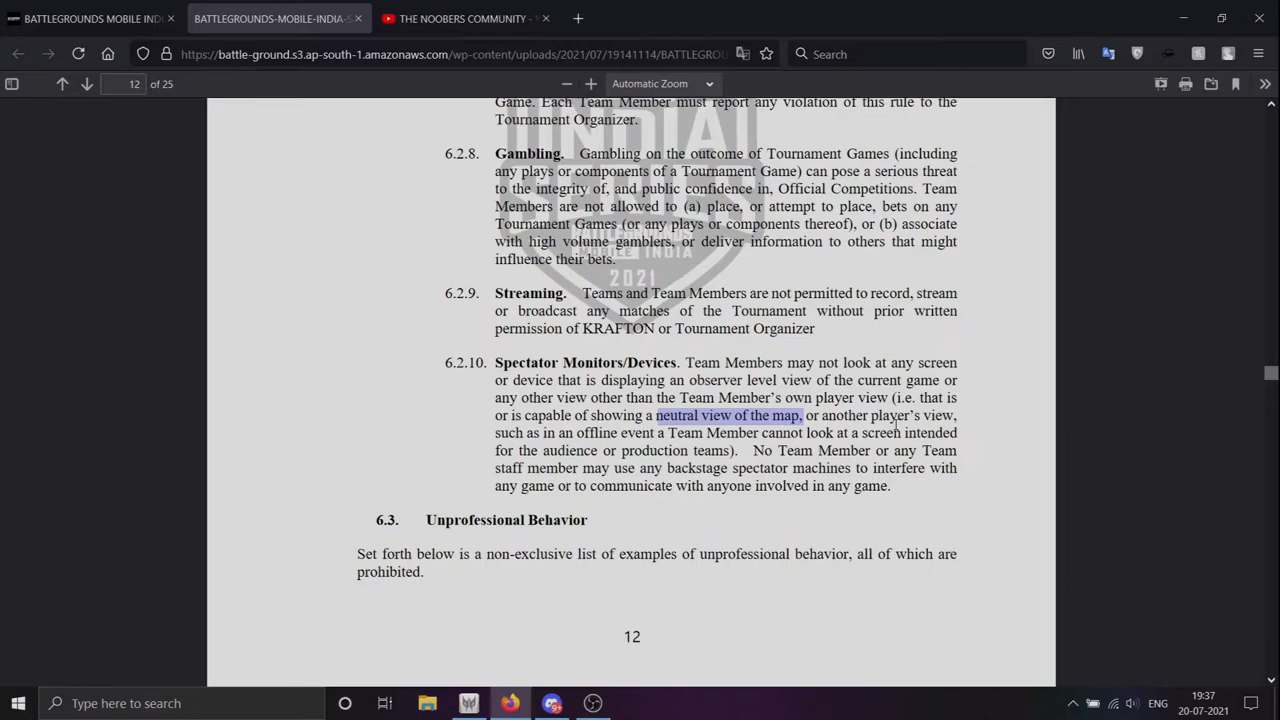 BATTLEGROUNDS MOBILE IND
BATTLEGROUNDS-MOBILE-INDIA-S
THE NOOBERS COMMUNITY - Y
https://battle-ground.s3.ap-south-1.amazonaws.com/wp-content/uploads/2021/07/19141114/BATTLEGROU
Search
12 of 25
Automatic Zoom
Game. Each Team Member must report any violation of this rule to the
Tournament Organizer.
6.2.8. Gambling. Gambling on the outcome of Tournament Games (including
any plays or components of a Tournament Game) can pose a serious threat
to the integrity of, and public confidence in, Official Competitions. Team
Members are not allowed to (a) place, or attempt to place, bets on any
Tournament Games (or any plays or components thereof), or (b) associate
with high volume gamblers, or deliver information to others that might
influence their bets.
INDIA
SERIES
BATTLEGROUNDS
MOBILE INDIA
2021
6.2.9. Streaming. Teams and Team Members are not permitted to record, stream
or broadcast any matches of the Tournament without prior written
permission of KRAFTON or Tournament Organizer
6.2.10. Spectator Monitors/Devices. Team Members may not look at any screen
or device that is displaying an observer level view of the current game or
any other view other than the Team Member's own player view (i.e. that is
or is capable of showing a neutral view of the map, or another player's view,
such as in an offline event a Team Member cannot look at a screen intended
for the audience or production teams). No Team Member or any Team
staff member may use any backstage spectator machines to interfere with
any game or to communicate with anyone involved in any game.
6.3. Unprofessional Behavior
Set forth below is a non-exclusive list of examples of unprofessional behavior, all of which are
prohibited.
12
Type here to search
ENG
19:37
20-07-2021